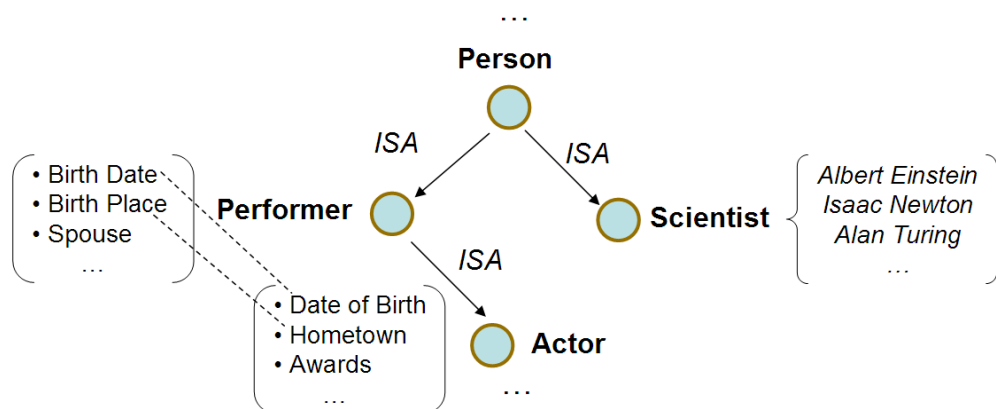 ...
Person
ISA
ISA
• Birth Date
• Birth Place
• Spouse
...
Performer
Scientist
Albert Einstein
Isaac Newton
Alan Turing
...
ISA
• Date of Birth
• Hometown
• Awards
...
Actor
...